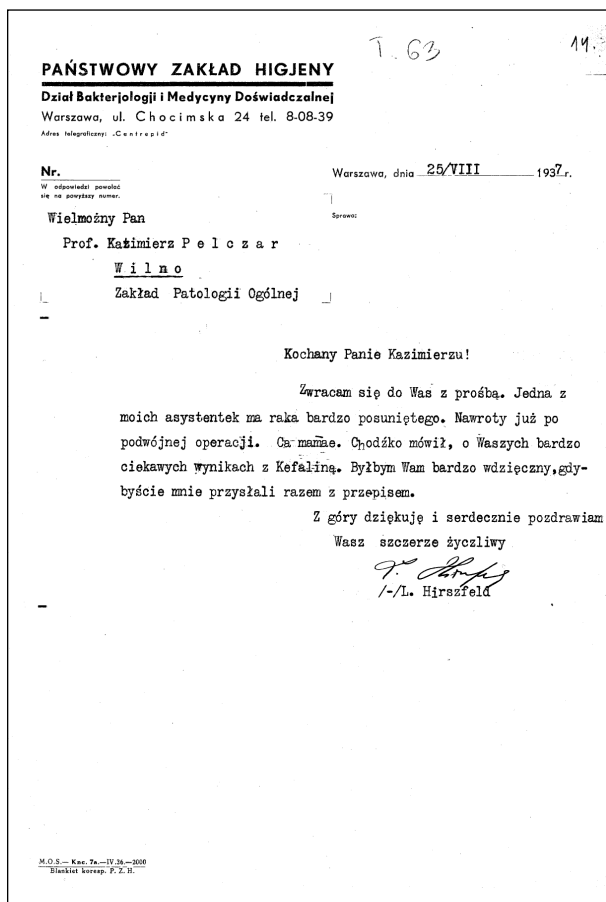 T. 63
14.
PAŃSTWOWY ZAKŁAD HIGJENY
Dział Bakterjologji i Medycyny Doświadczalnej
Warszawa, ul. Chocimska 24 tel. 8-08-39
Adres telegraficzny: „Centrepid"
Nr.
W odpowiedzi powołać
się na powyższy numer.
Warszawa, dnia 25/VIII 1937 r.
Sprawa:
Wielmożny Pan
Prof. Kazimierz P e l c z a r
W i l n o
Zakład Patologii Ogólnej
Kochany Panie Kazimierzu!
Zwracam się do Was z prośbą. Jedna z
moich asystentek ma raka bardzo posuniętego. Nawroty już po
podwójnej operacji. Ca mamae. Chodźko mówił, o Waszych bardzo
ciekawych wynikach z Kefaliną. Byłbym Wam bardzo wdzięczny,gdy-
byście mnie przysłali razem z przepisem.
Z góry dziękuję i serdecznie pozdrawiam
Wasz szczerze życzliwy
/-/L. Hirszfeld
M.O.S.— Knc. 7a.—IV.36.—2000
Blankiet koresp. P. Z. H.